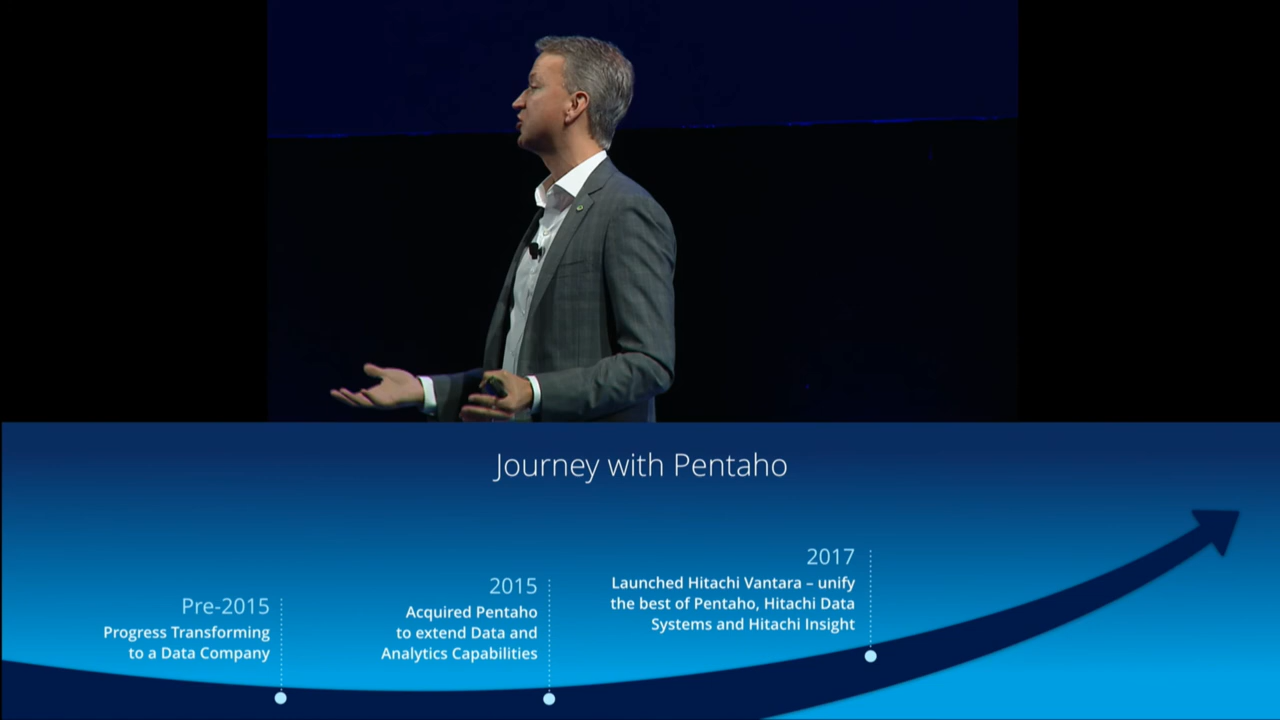 Journey with Pentaho
Pre-2015
Progress Transforming
to a Data Company
2015
Acquired Pentaho
to extend Data and
Analytics Capabilities
2017
Launched Hitachi Vantara – unify
the best of Pentaho, Hitachi Data
Systems and Hitachi Insight